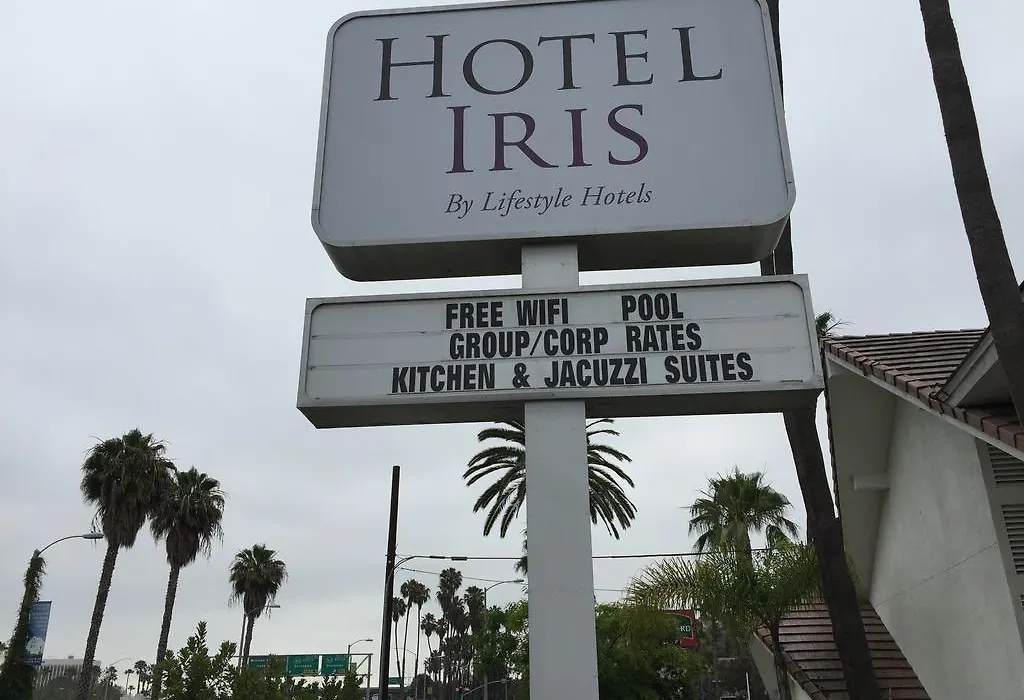 HOTEL
IRIS
By Lifestyle Hotels
FREE WIFI POOL
GROUP/CORP RATES
KITCHEN & JACUZZI SUITES